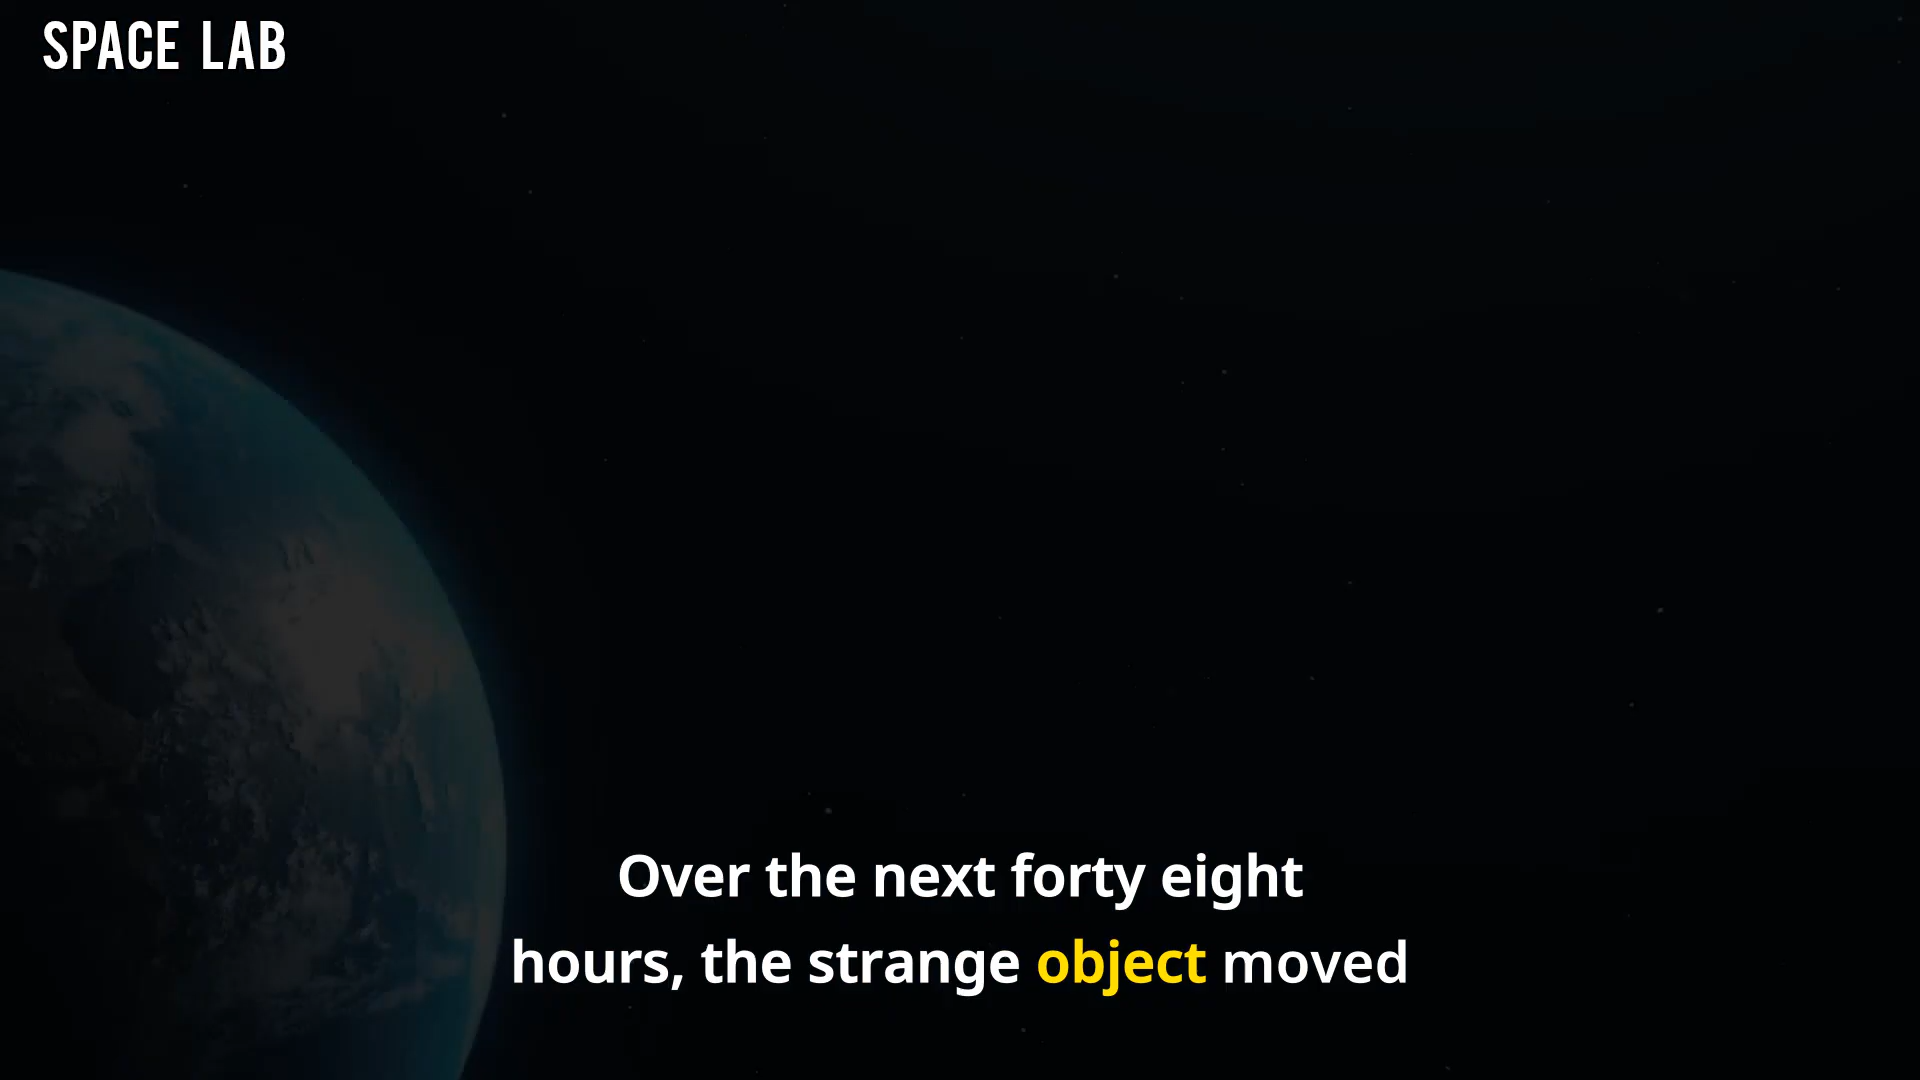 SPACE LAB
Over the next forty eight
hours, the strange object moved